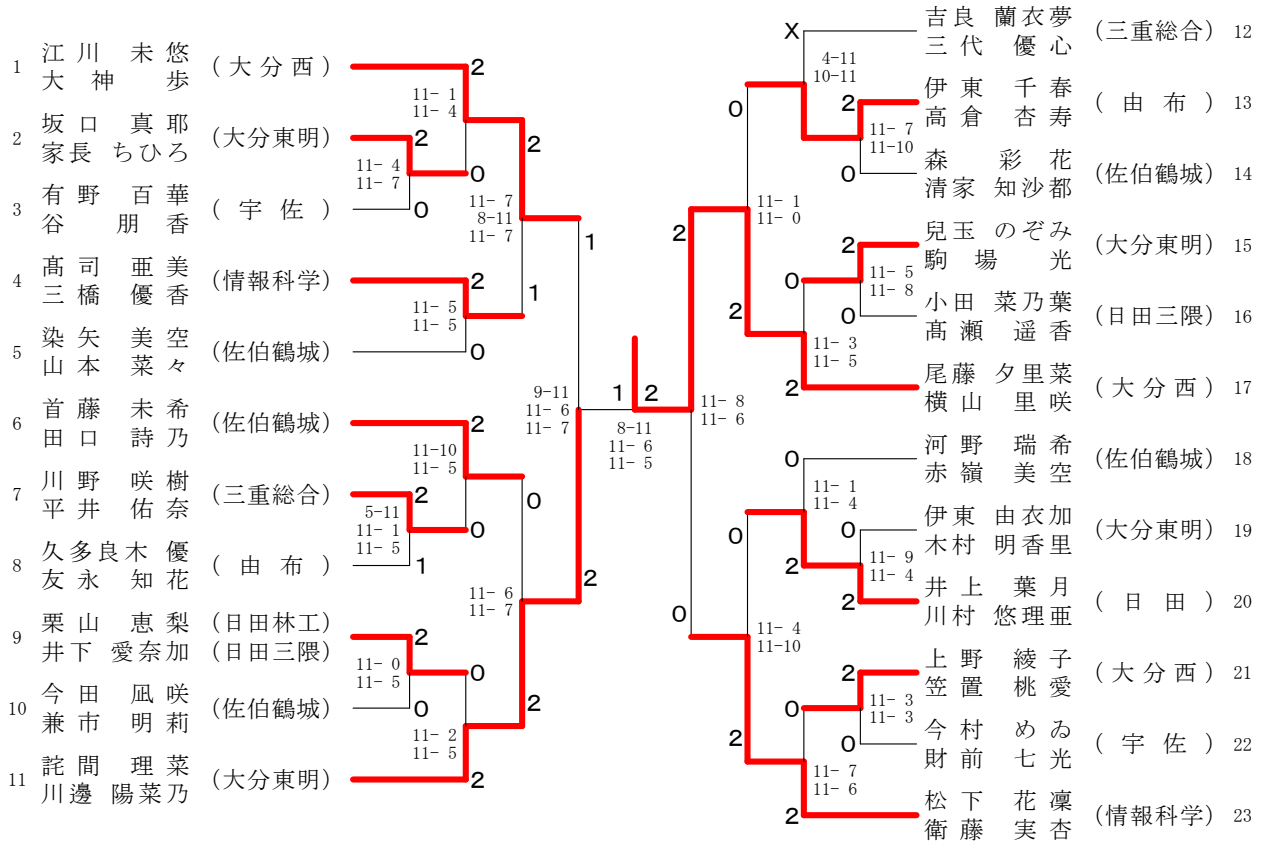 1 江川 未悠 (大分西)
大神 歩
2 坂口 真耶 (大分東明)
家長 ちひろ
3 有野 百華 (宇佐)
谷 朋香
4 髙司 亜美 (情報科学)
三橋 優香
5 染矢 美空 (佐伯鶴城)
山本 菜々
6 首藤 未希 (佐伯鶴城)
田口 詩乃
7 川野 咲樹 (三重総合)
平井 佑奈
8 久多良木 優 (由布)
友永 知花
9 栗山 恵梨 (日田林工)
井下 愛奈加 (日田三隈)
10 今田 凪咲 (佐伯鶴城)
兼市 明莉
11 詫間 理菜 (大分東明)
川邊 陽菜乃
2
11- 1
11- 4
2
0
11- 4
11- 7
0
2
11- 7
8-11
11- 7
1
2
11- 5
11- 5
0
1
2
11-10
11- 5
0
2
5-11
11- 1
11- 5
1
0
9-11
11- 6
11- 7
2
11- 6
11- 7
2
11- 0
11- 5
0
0
11- 2
11- 5
2
2
1
2
8-11
11- 6
11- 5
吉良 蘭衣夢 (三重総合) 12
三代 優心
伊東 千春 (由布) 13
高倉 杏寿
森 彩花 (佐伯鶴城) 14
清家 知沙都
兒玉 のぞみ (大分東明) 15
駒場 光
小田 菜乃葉 (日田三隈) 16
髙瀬 遥香
尾藤 夕里菜 (大分西) 17
横山 里咲
河野 瑞希 (佐伯鶴城) 18
赤嶺 美空
伊東 由衣加 (大分東明) 19
木村 明香里
井上 葉月 (日田) 20
川村 悠理亜
上野 綾子 (大分西) 21
笠置 桃愛
今村 めゐ (宇佐) 22
財前 七光
松下 花凜 (情報科学) 23
衛藤 実杏
X
4-11
10-11
2
11- 7
11-10
0
0
11- 1
11- 0
2
2
11- 5
11- 8
0
0
11- 3
11- 5
2
2
11- 8
11- 6
0
0
11- 1
11- 4
0
11- 9
11- 4
2
2
0
11- 4
11-10
2
2
11- 3
11- 3
0
0
11- 7
11- 6
2